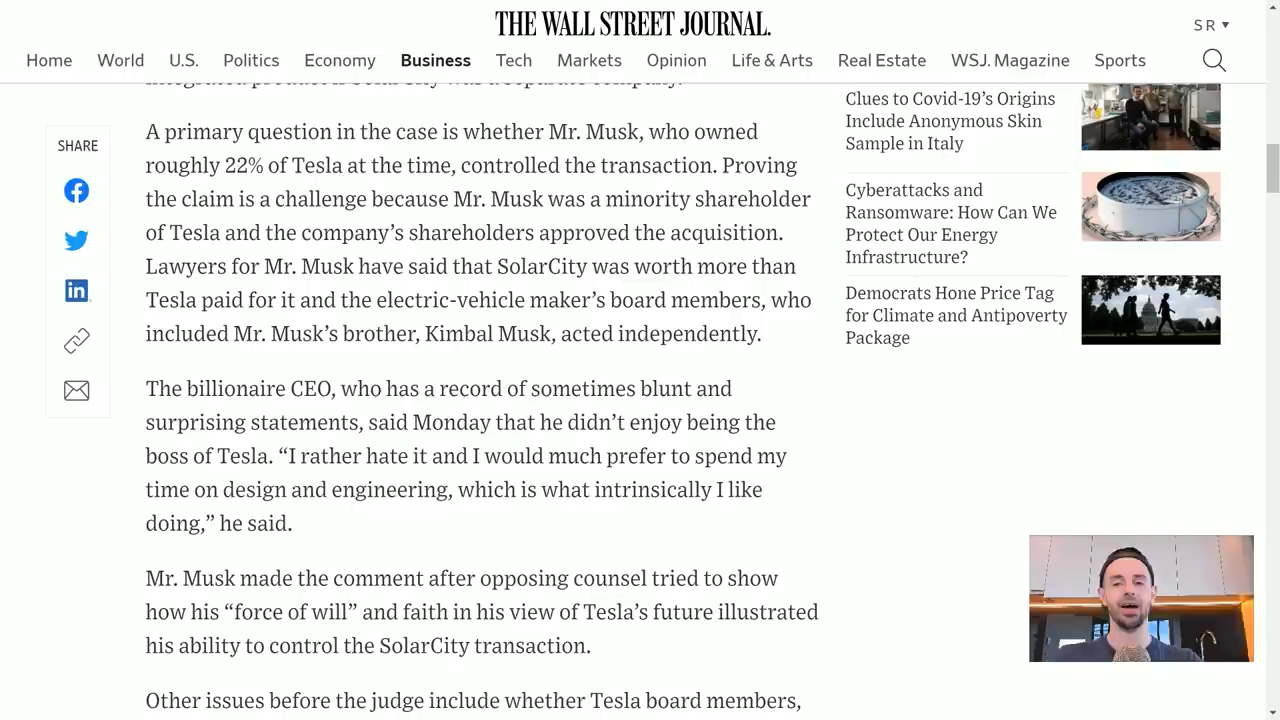 THE WALL STREET JOURNAL.
S R
Home World U.S. Politics Economy Business Tech Markets Opinion Life & Arts Real Estate WSJ. Magazine Sports
integrated product if SolarCity was a separate company.
SHARE
A primary question in the case is whether Mr. Musk, who owned
roughly 22% of Tesla at the time, controlled the transaction. Proving
the claim is a challenge because Mr. Musk was a minority shareholder
of Tesla and the company’s shareholders approved the acquisition.
Lawyers for Mr. Musk have said that SolarCity was worth more than
Tesla paid for it and the electric-vehicle maker’s board members, who
included Mr. Musk’s brother, Kimbal Musk, acted independently.
The billionaire CEO, who has a record of sometimes blunt and
surprising statements, said Monday that he didn’t enjoy being the
boss of Tesla. “I rather hate it and I would much prefer to spend my
time on design and engineering, which is what intrinsically I like
doing,” he said.
Mr. Musk made the comment after opposing counsel tried to show
how his “force of will” and faith in his view of Tesla’s future illustrated
his ability to control the SolarCity transaction.
Other issues before the judge include whether Tesla board members,
Clues to Covid-19’s Origins
Include Anonymous Skin
Sample in Italy
Cyberattacks and
Ransomware: How Can We
Protect Our Energy
Infrastructure?
Democrats Hone Price Tag
for Climate and Antipoverty
Package